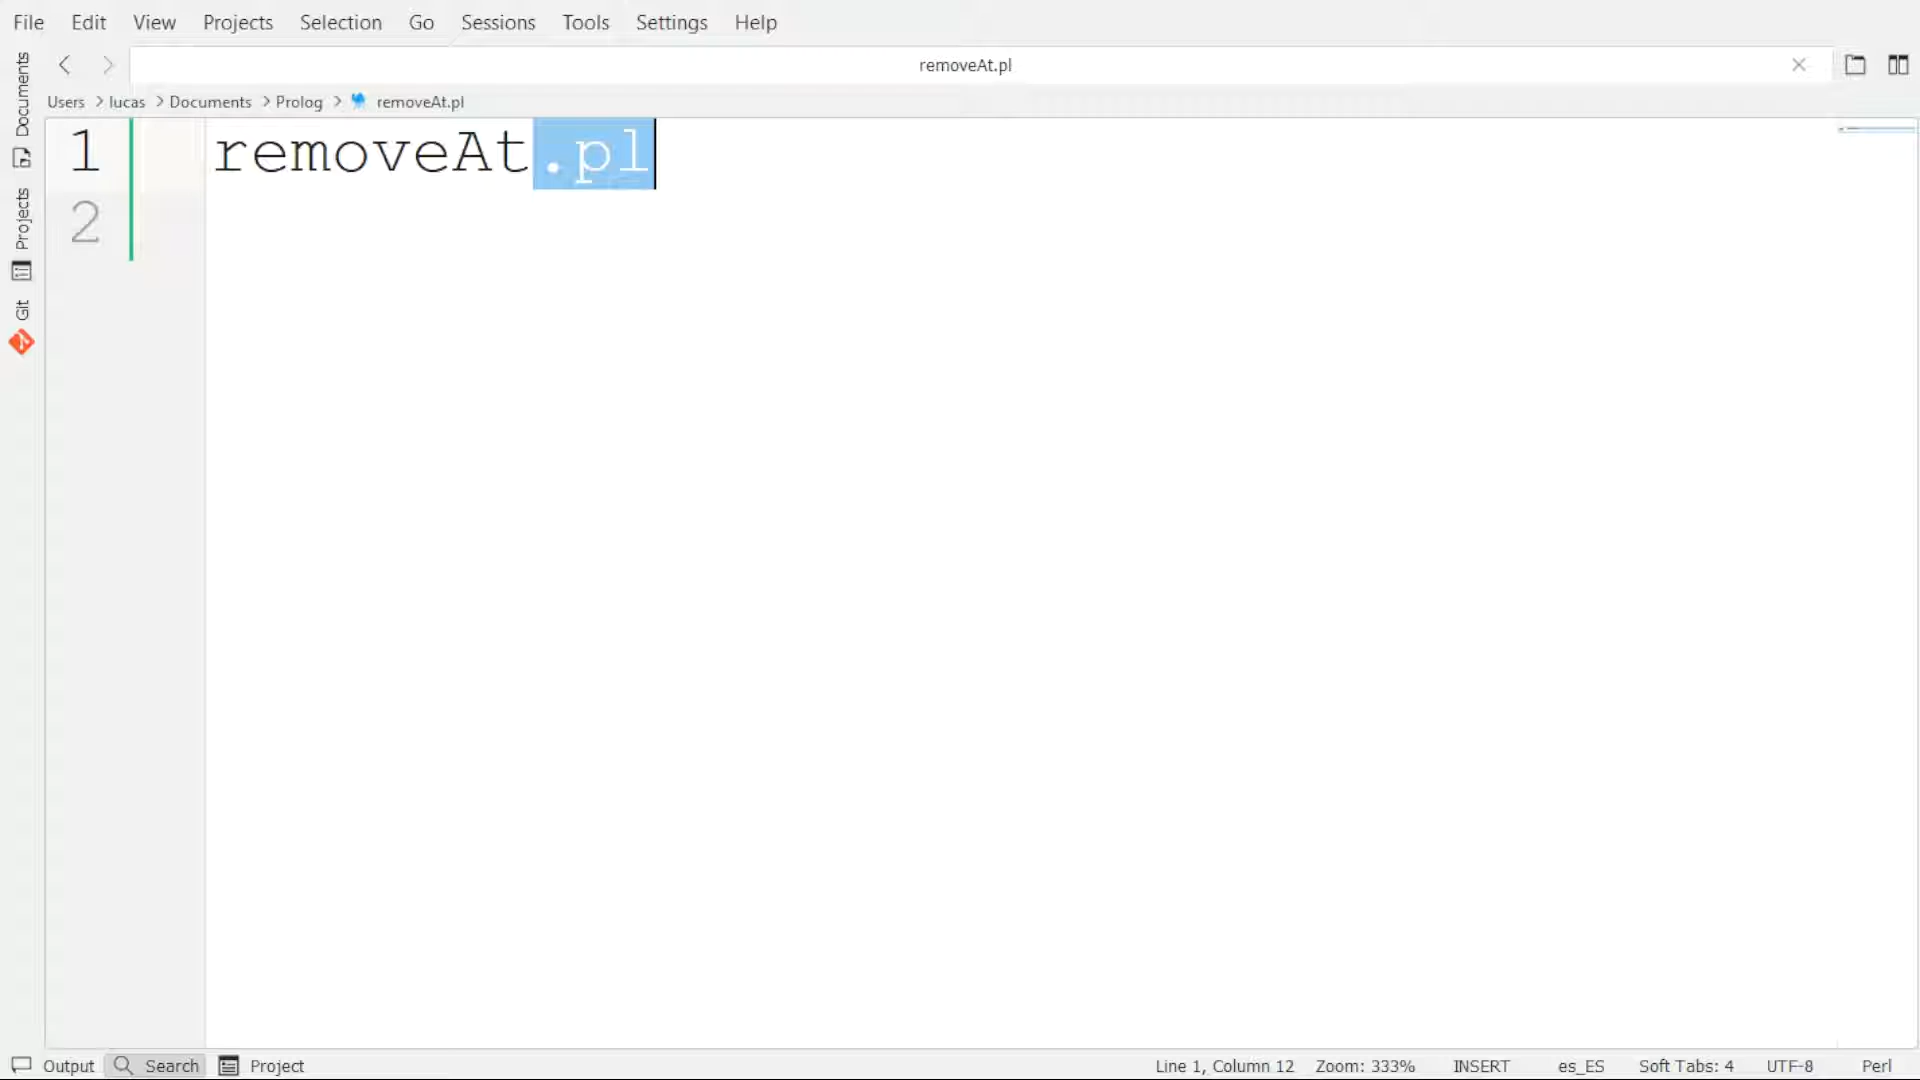 File Edit View Projects Selection Go Sessions Tools Settings Help
removeAt.pl
Users lucas Documents Prolog removeAt.pl
Documents
Projects
Git
1 removeAt.pl
2
Output Search Project Line 1, Column 12 Zoom: 333% INSERT es_ES Soft Tabs: 4 UTF-8 Perl